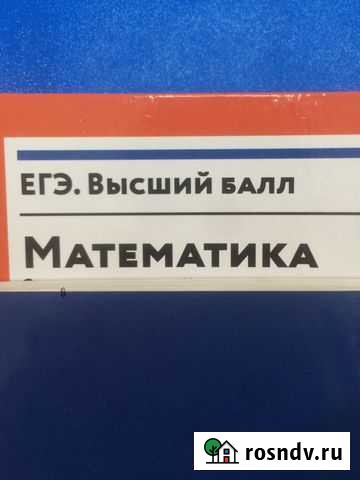 ЕГЭ. Высший балл
Математика
rosndv.ru